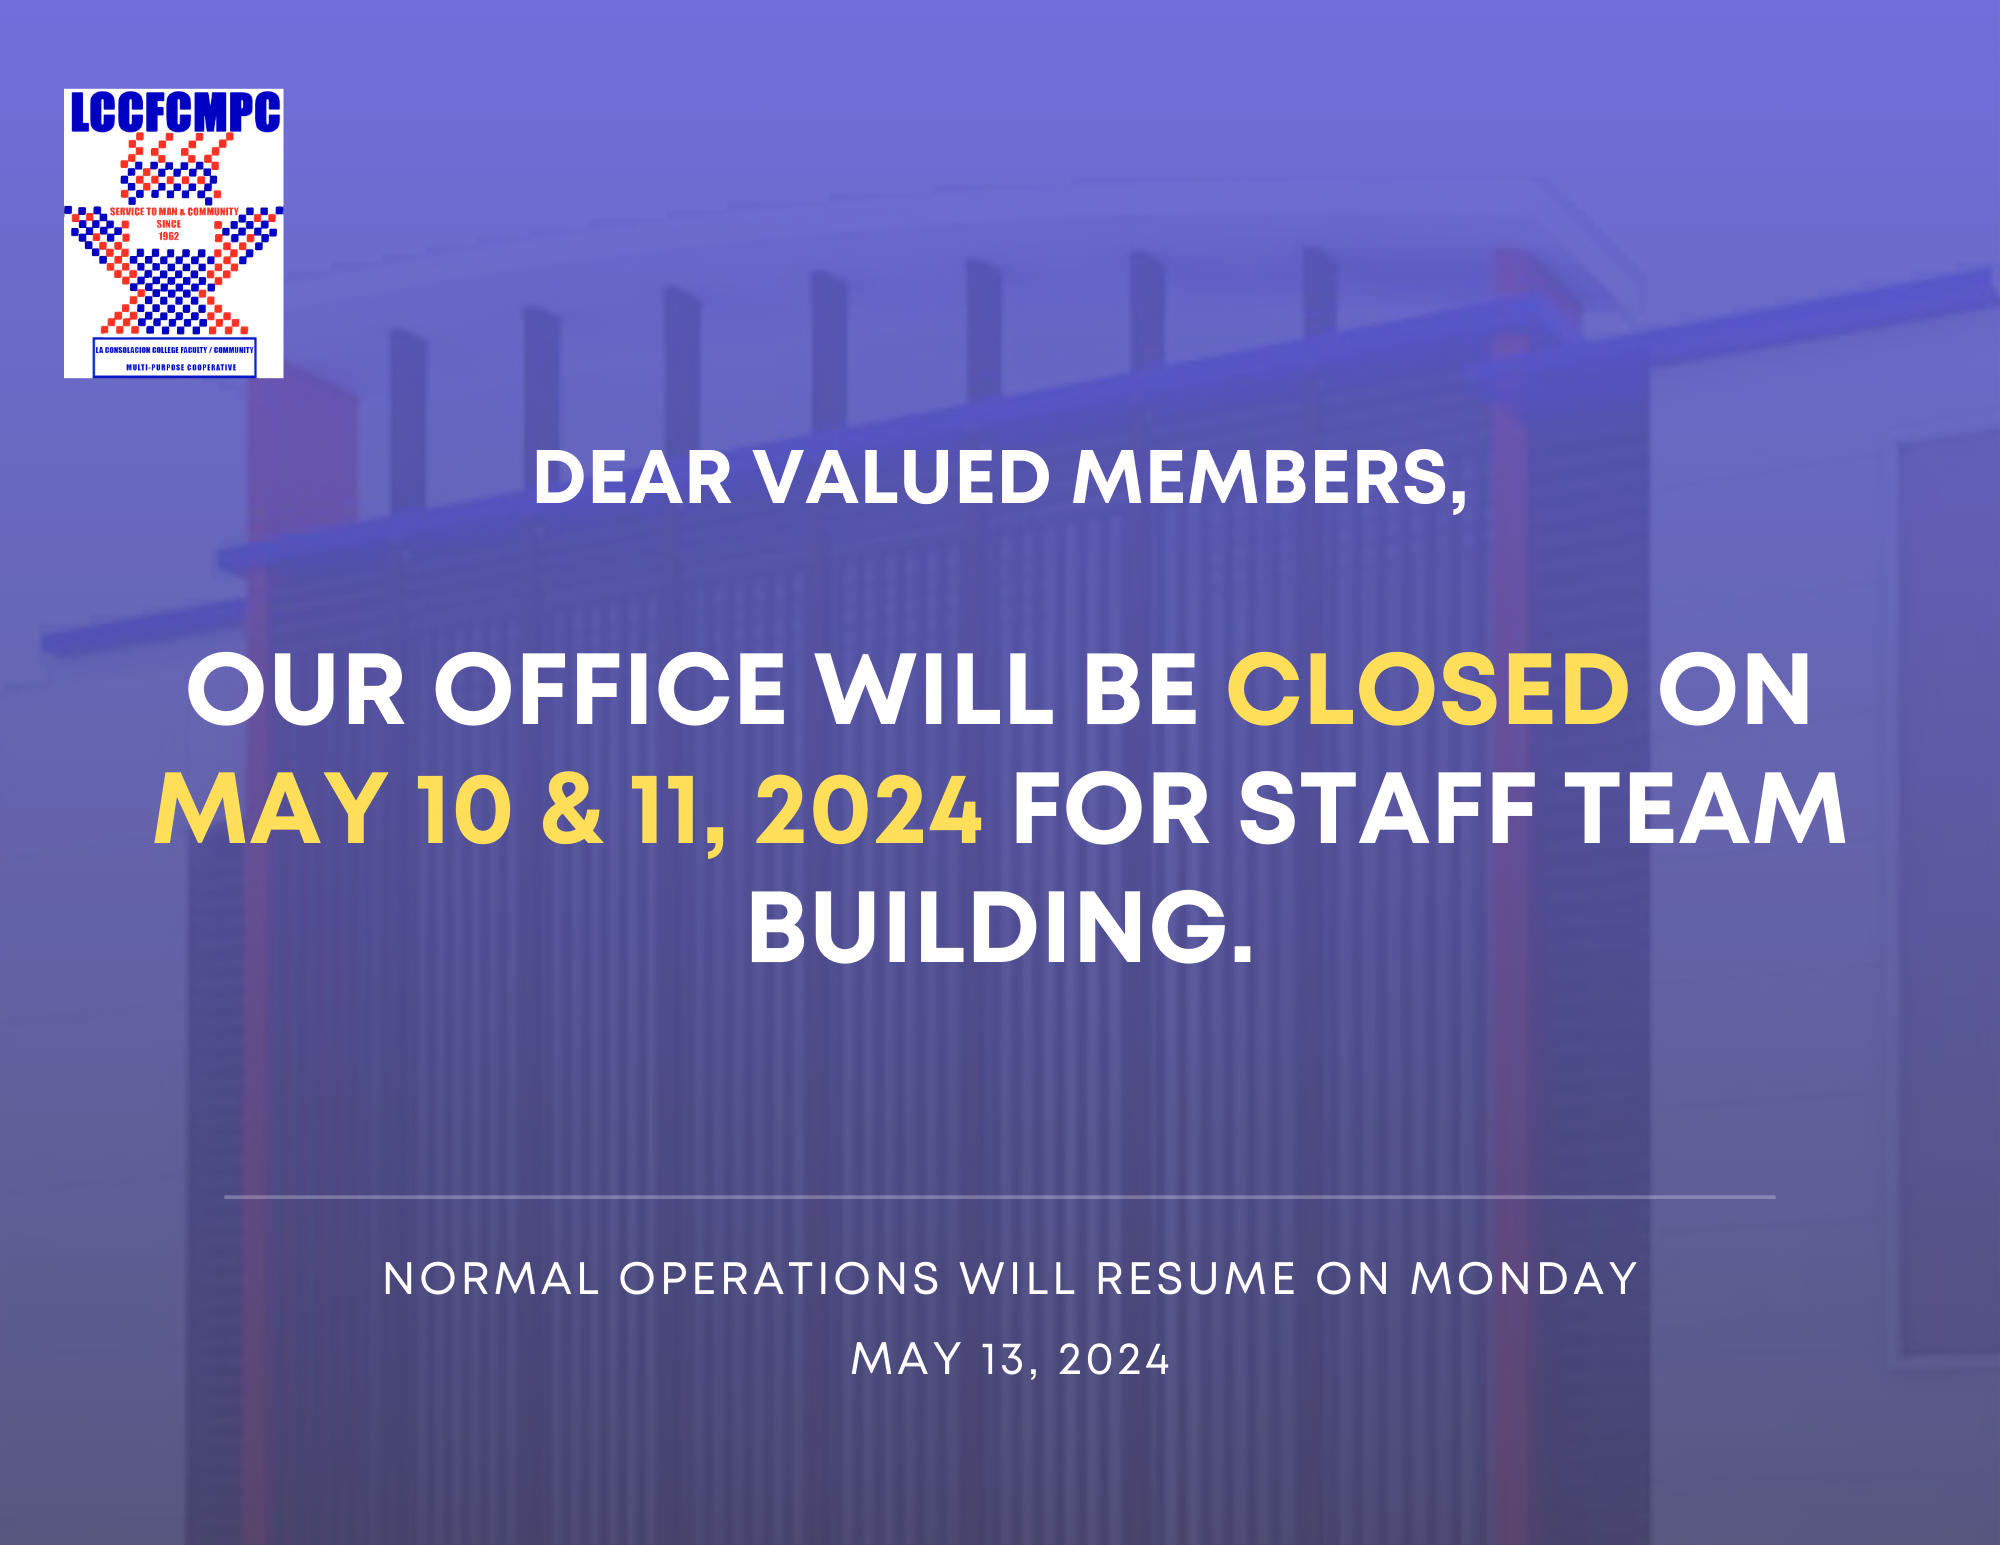 LCCFCMPC
SERVICE TO MAN & COMMUNITY
SINCE
1962
LA CONSOLACION COLLEGE FACULTY / COMMUNITY
MULTI-PURPOSE COOPERATIVE
DEAR VALUED MEMBERS,
OUR OFFICE WILL BE CLOSED ON
MAY 10 & 11, 2024 FOR STAFF TEAM
BUILDING.
NORMAL OPERATIONS WILL RESUME ON MONDAY
MAY 13, 2024